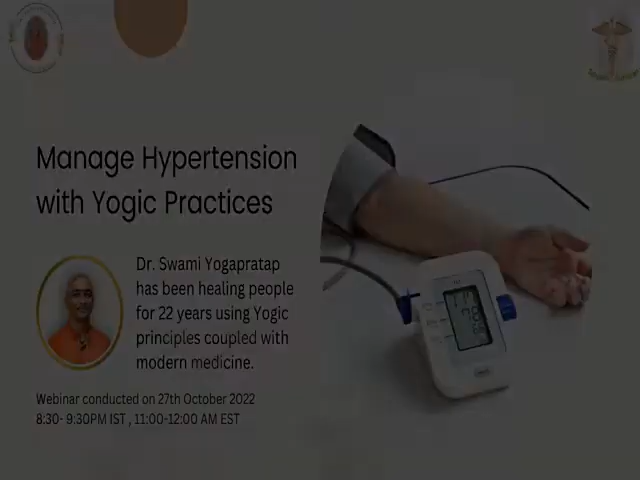 Manage Hypertension
with Yogic Practices
Dr. Swami Yogapratap
has been healing people
for 22 years using Yogic
principles coupled with
modern medicine.
Webinar conducted on 27th October 2022
8:30- 9:30PM IST , 11:00-12:00 AM EST